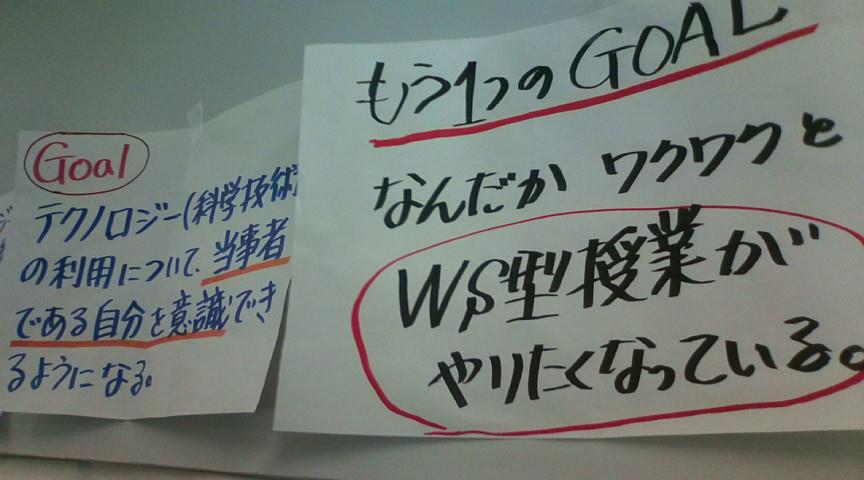 Goal
テクノロジー(科学技術)
の利用について、当事者
である自分を意識でき
るようになる。
もう1つのGOAL
なんだか ワクワクと
WS型授業が
やりたくなっている。